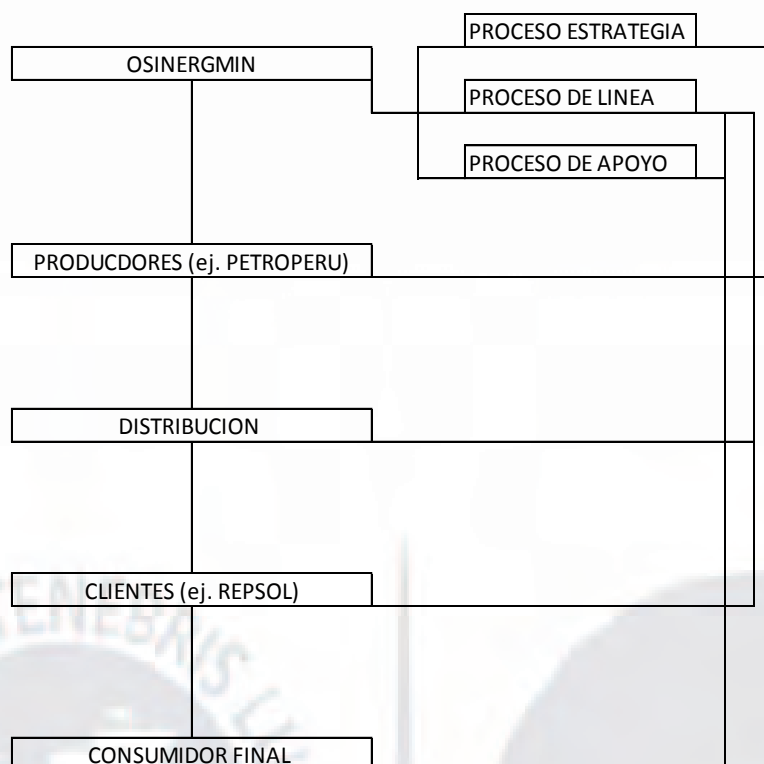 PROCESO ESTRATEGIA
OSINERGMIN
PROCESO DE LINEA
PROCESO DE APOYO
PRODUCDORES (ej. PETROPERU)
DISTRIBUCION
CLIENTES (ej. REPSOL)
CONSUMIDOR FINAL